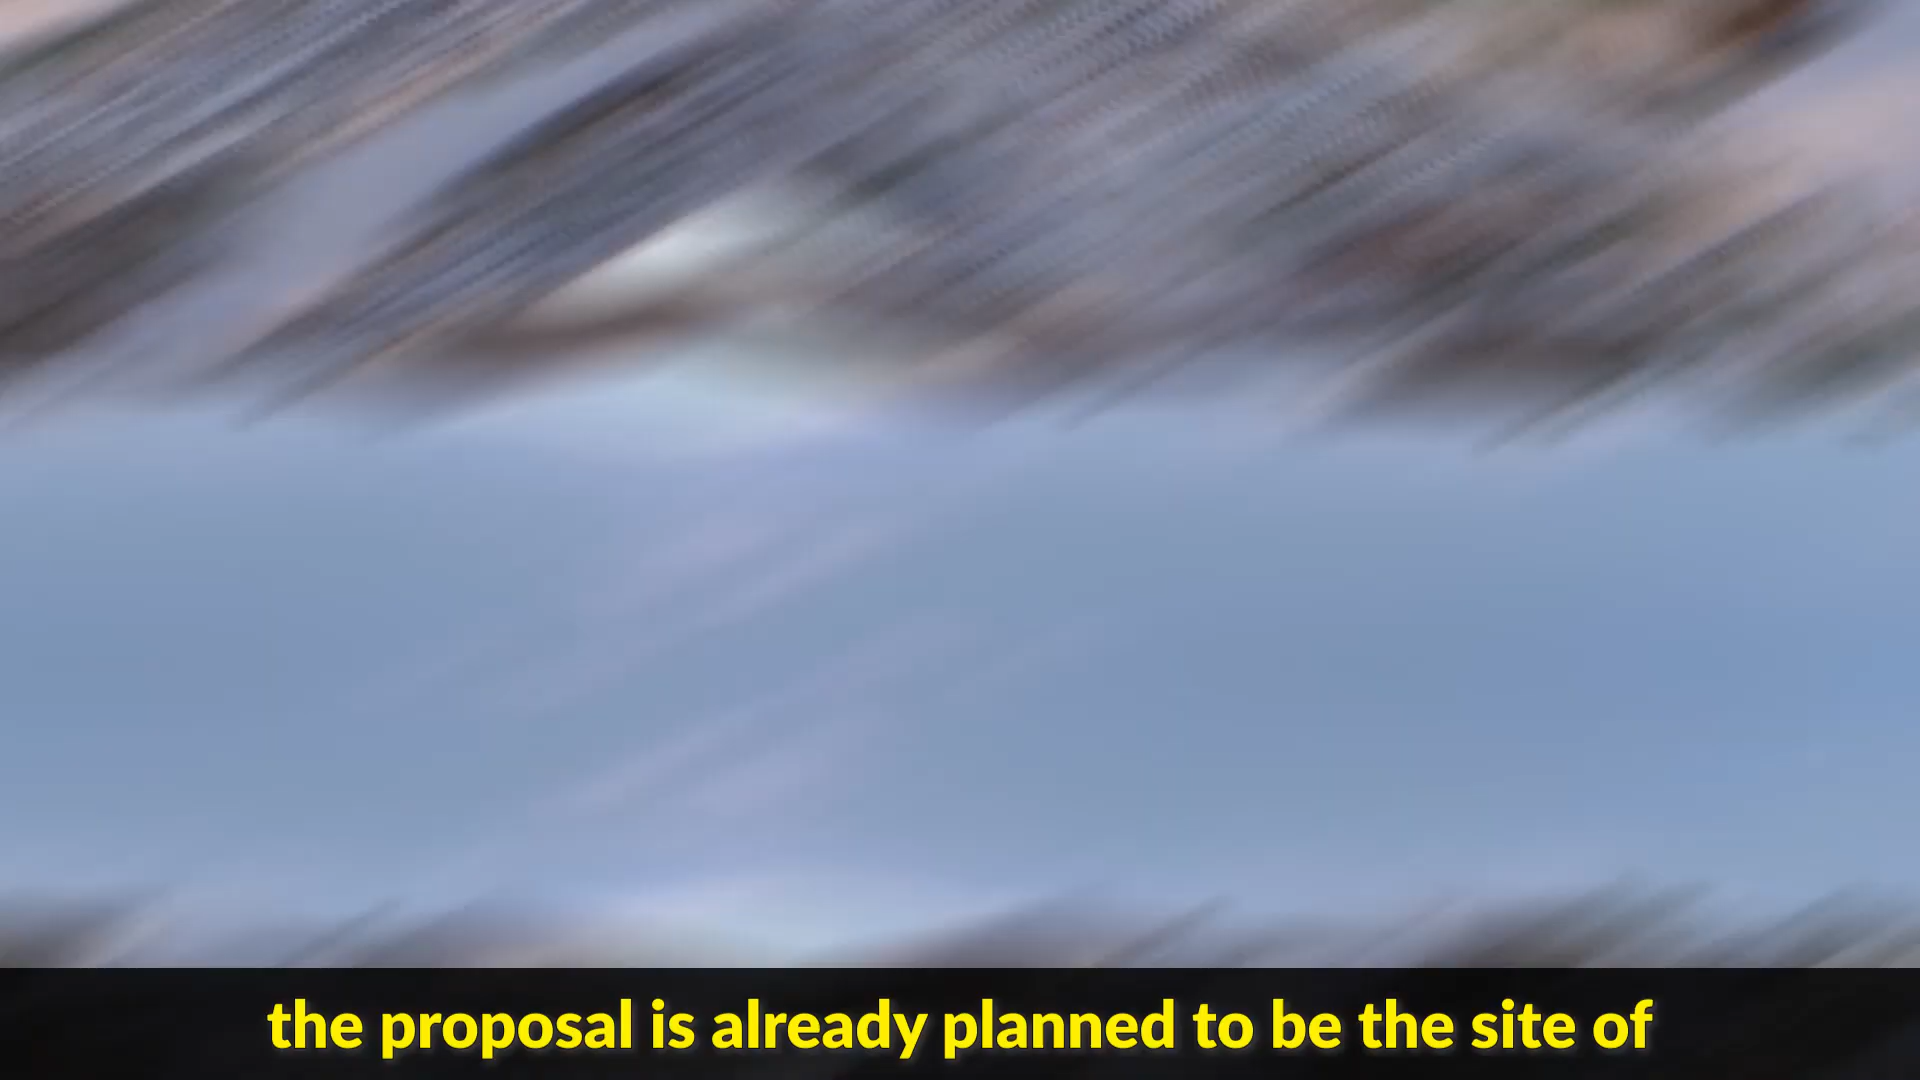 the proposal is already planned to be the site of